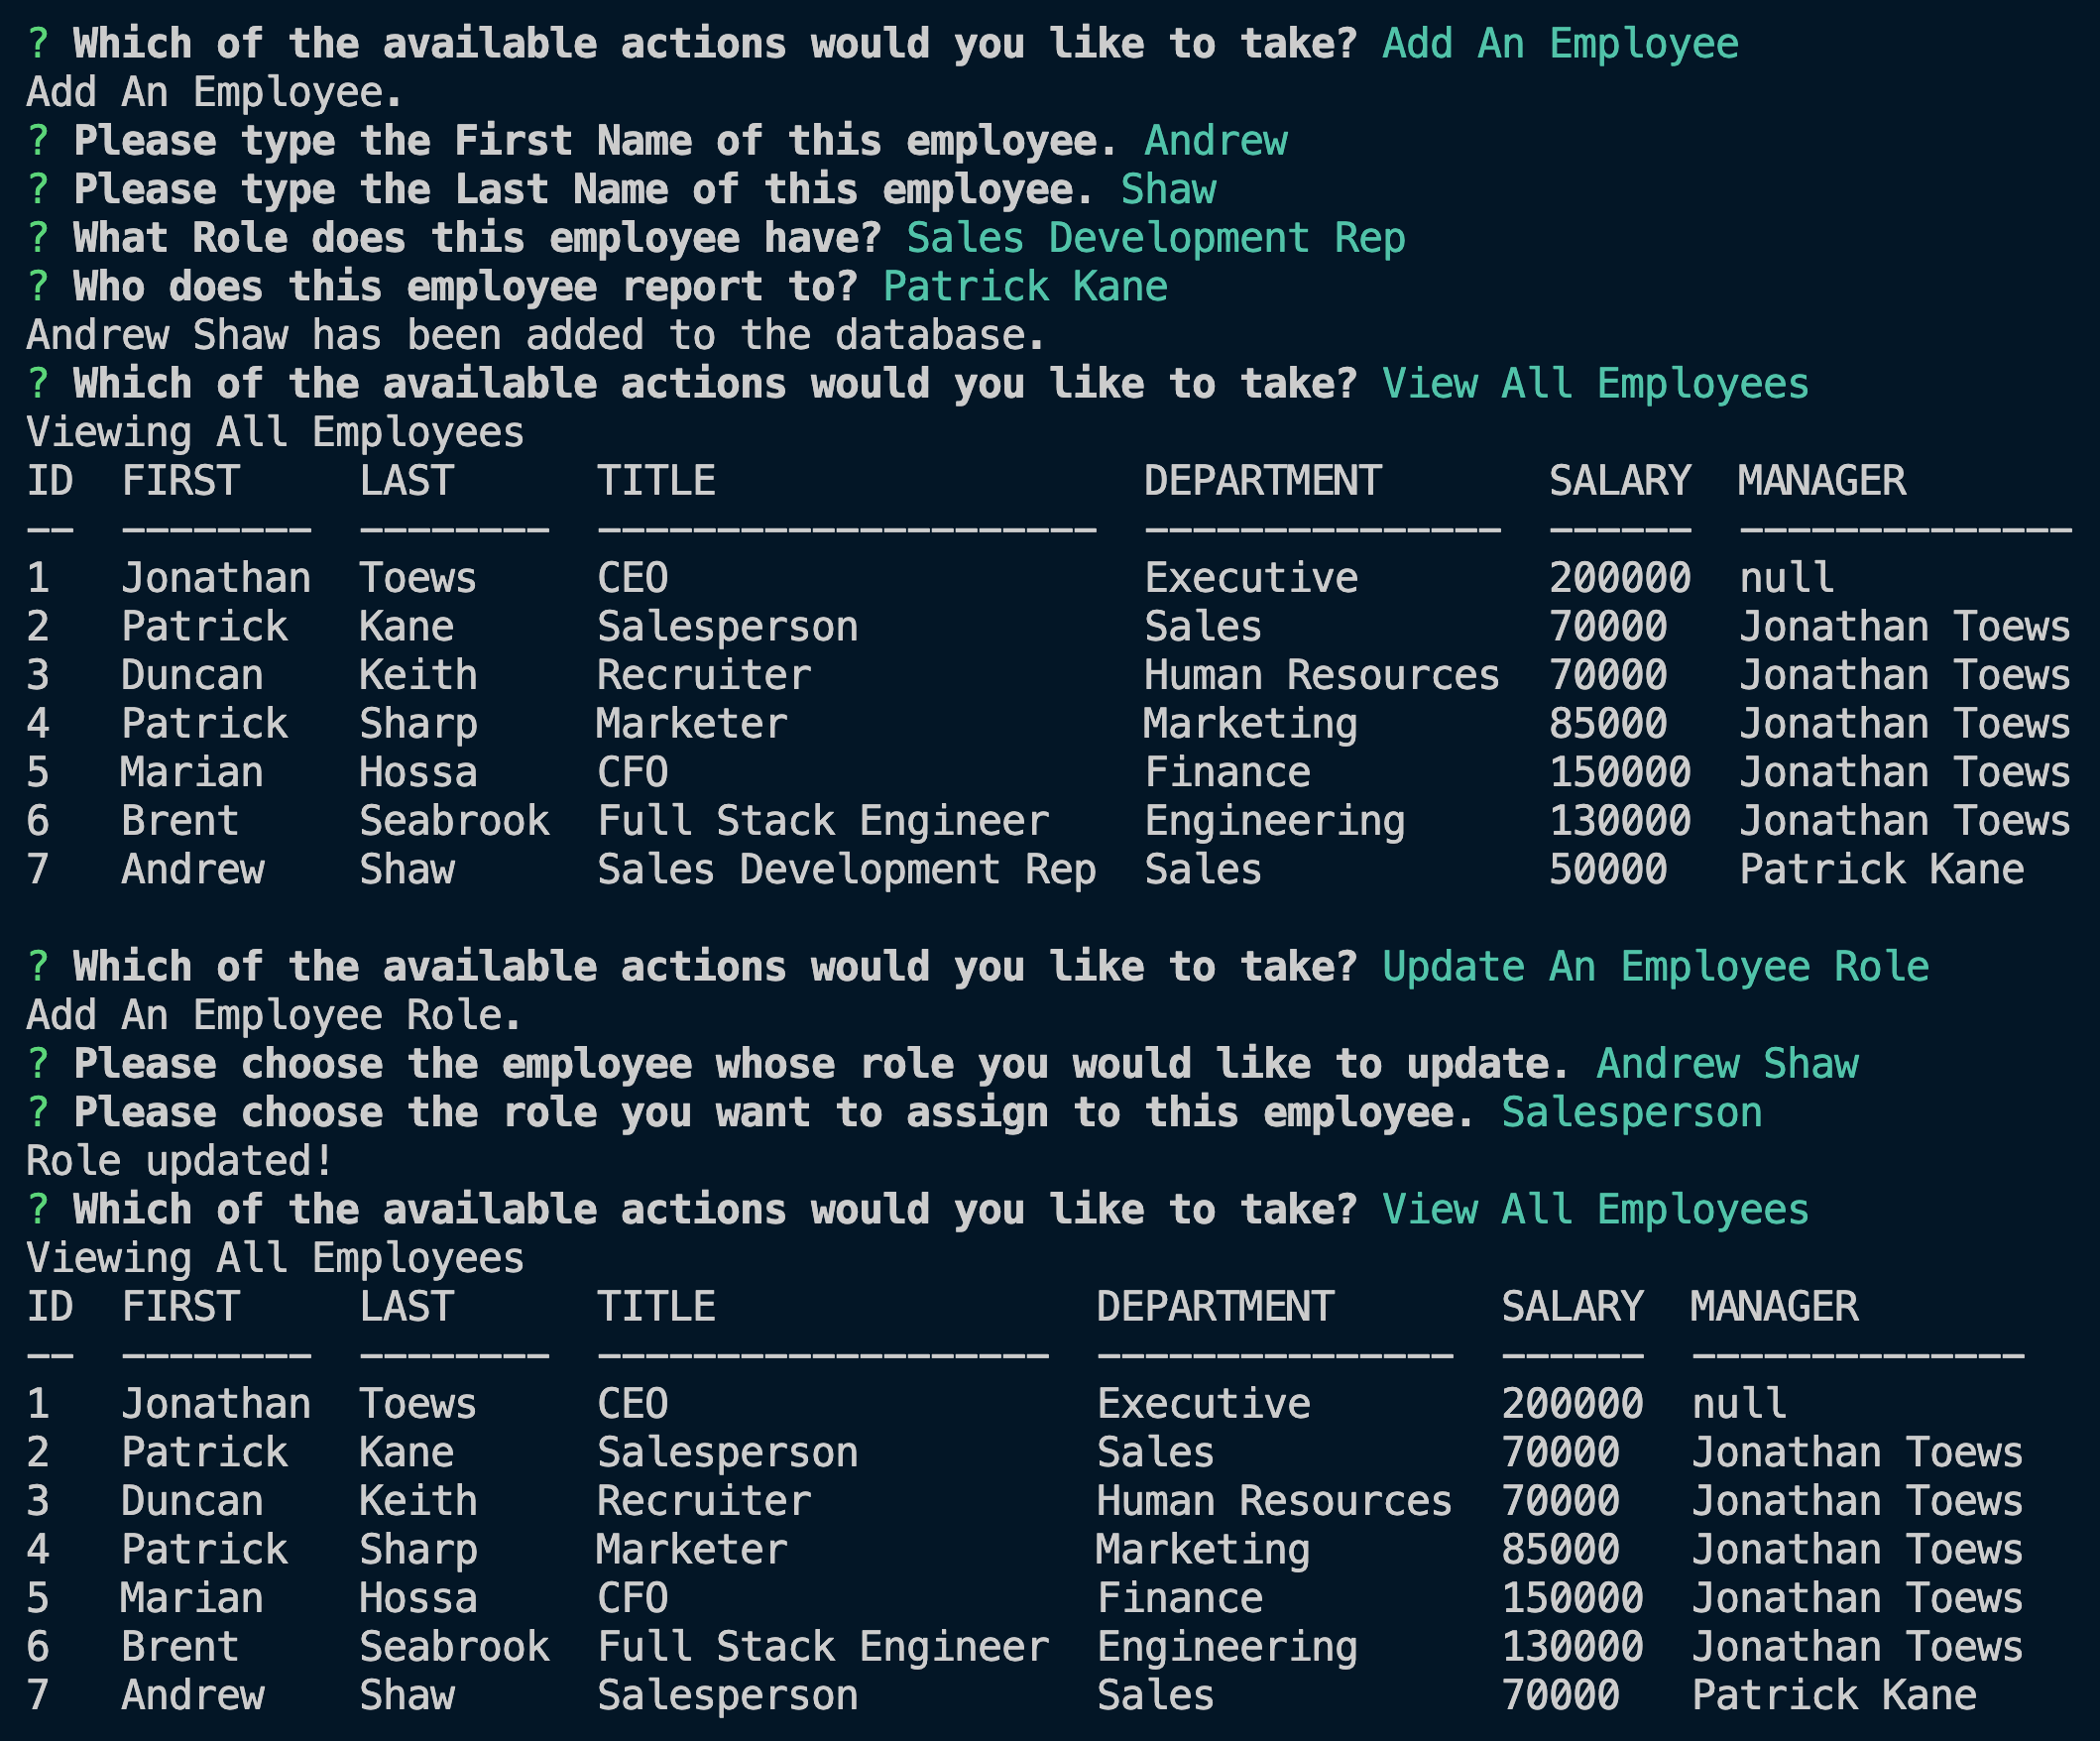 ? Which of the available actions would you like to take? Add An Employee
Add An Employee.
? Please type the First Name of this employee. Andrew
? Please type the Last Name of this employee. Shaw
? What Role does this employee have? Sales Development Rep
? Who does this employee report to? Patrick Kane
Andrew Shaw has been added to the database.
? Which of the available actions would you like to take? View All Employees
Viewing All Employees
ID  FIRST     LAST      TITLE                  DEPARTMENT       SALARY  MANAGER
--  --------  --------  ---------------------  ---------------  ------  --------------
1   Jonathan  Toews     CEO                    Executive        200000  null
2   Patrick   Kane      Salesperson            Sales            70000   Jonathan Toews
3   Duncan    Keith     Recruiter              Human Resources  70000   Jonathan Toews
4   Patrick   Sharp     Marketer               Marketing        85000   Jonathan Toews
5   Marian    Hossa     CFO                    Finance          150000  Jonathan Toews
6   Brent     Seabrook  Full Stack Engineer    Engineering      130000  Jonathan Toews
7   Andrew    Shaw      Sales Development Rep  Sales            50000   Patrick Kane
? Which of the available actions would you like to take? Update An Employee Role
Add An Employee Role.
? Please choose the employee whose role you would like to update. Andrew Shaw
? Please choose the role you want to assign to this employee. Salesperson
Role updated!
? Which of the available actions would you like to take? View All Employees
Viewing All Employees
ID  FIRST     LAST      TITLE                DEPARTMENT       SALARY  MANAGER
--  --------  --------  -------------------  ---------------  ------  --------------
1   Jonathan  Toews     CEO                  Executive        200000  null
2   Patrick   Kane      Salesperson          Sales            70000   Jonathan Toews
3   Duncan    Keith     Recruiter            Human Resources  70000   Jonathan Toews
4   Patrick   Sharp     Marketer             Marketing        85000   Jonathan Toews
5   Marian    Hossa     CFO                  Finance          150000  Jonathan Toews
6   Brent     Seabrook  Full Stack Engineer  Engineering      130000  Jonathan Toews
7   Andrew    Shaw      Salesperson          Sales            70000   Patrick Kane